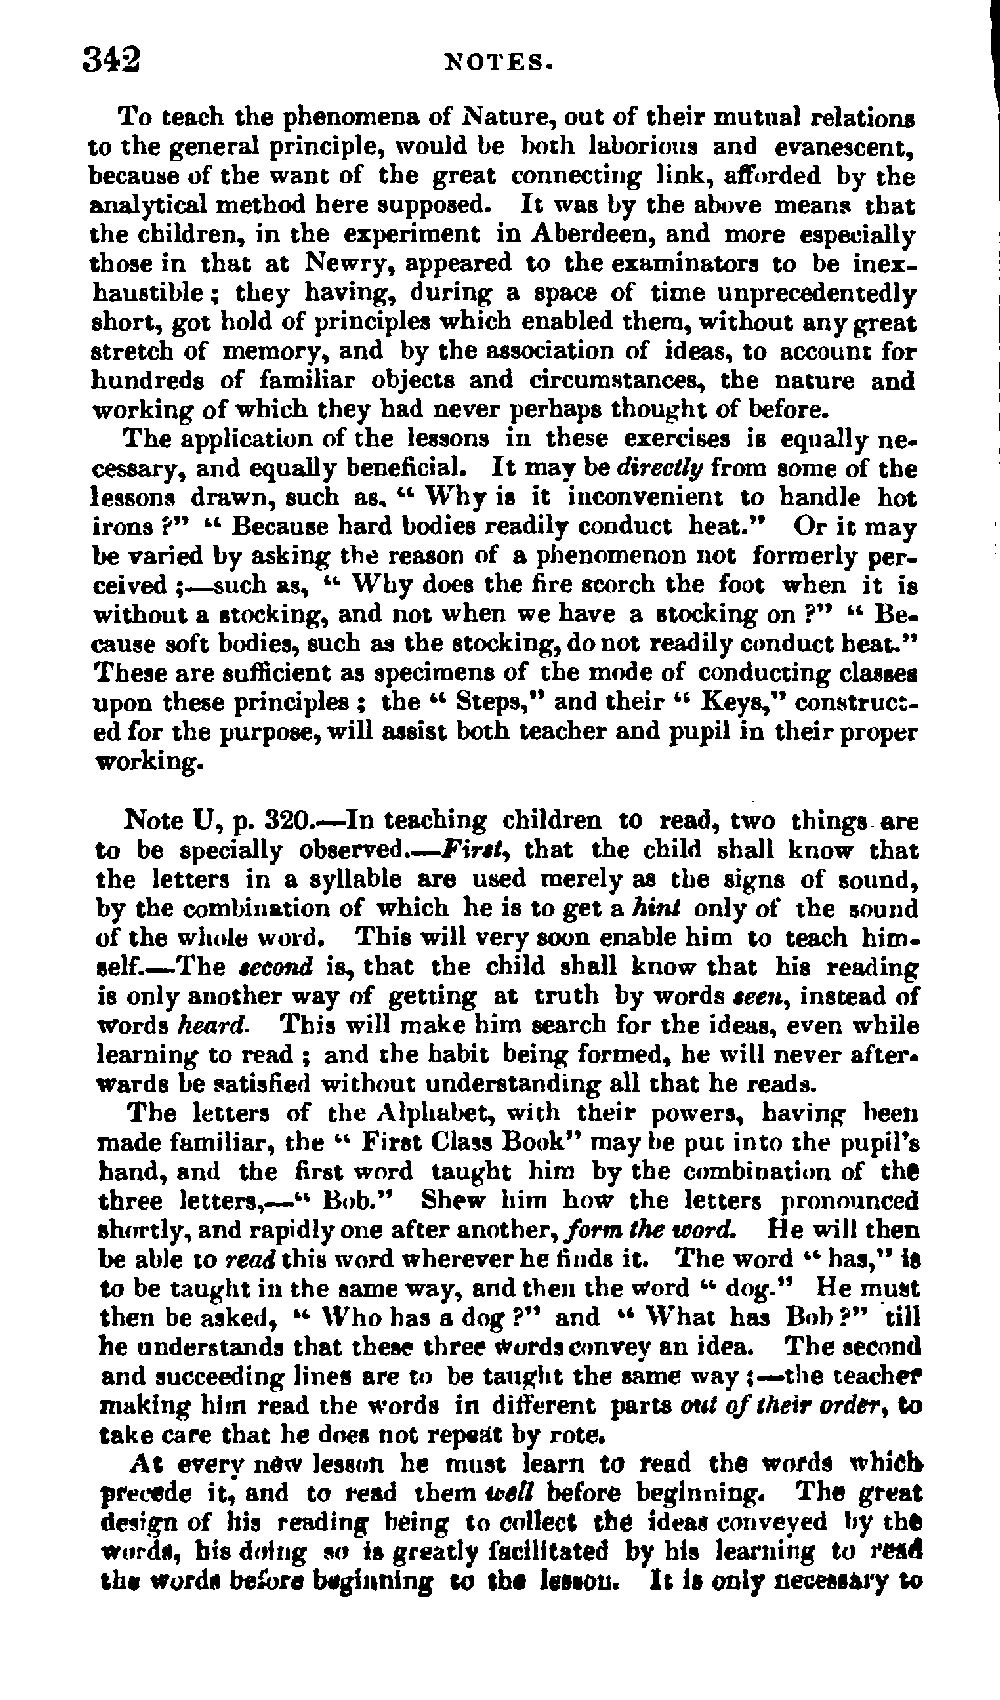 342 NOTES.
To teach the phenomena of Nature, out of their mutual relations
to the general principle, would be both laborious and evanescent,
because of the want of the great connecting link, afforded by the
analytical method here supposed. It was by the above means that
the children, in the experiment in Aberdeen, and more especially
those in that at Newry, appeared to the examinators to be inex-
haustible; they having, during a space of time unprecedentedly
short, got hold of principles which enabled them, without any great
stretch of memory, and by the association of ideas, to account for
hundreds of familiar objects and circumstances, the nature and
working of which they had never perhaps thought of before.
The application of the lessons in these exercises is equally ne-
cessary, and equally beneficial. It may be directly from some of the
lessons drawn, such as, “ Why is it inconvenient to handle hot
irons ?” “ Because hard bodies readily conduct heat.” Or it may
be varied by asking the reason of a phenomenon not formerly per-
ceived ;—such as, “ Why does the fire scorch the foot when it is
without a stocking, and not when we have a stocking on ?” “ Be-
cause soft bodies, such as the stocking, do not readily conduct heat.”
These are sufficient as specimens of the mode of conducting classes
upon these principles ; the “ Steps,” and their “ Keys,” construct-
ed for the purpose, will assist both teacher and pupil in their proper
working.
Note U, p. 320.—In teaching children to read, two things are
to be specially observed.—First, that the child shall know that
the letters in a syllable are used merely as the signs of sound,
by the combination of which he is to get a hint only of the sound
of the whole word. This will very soon enable him to teach him-
self.—The second is, that the child shall know that his reading
is only another way of getting at truth by words seen, instead of
words heard. This will make him search for the ideas, even while
learning to read ; and the habit being formed, he will never after-
wards be satisfied without understanding all that he reads.
The letters of the Alphabet, with their powers, having been
made familiar, the “ First Class Book” may be put into the pupil's
hand, and the first word taught him by the combination of the
three letters,—“ Bob.” Shew him how the letters pronounced
shortly, and rapidly one after another, form the word. He will then
be able to read this word wherever he finds it. The word “ has,” is
to be taught in the same way, and then the word “ dog.” He must
then be asked, “ Who has a dog ?” and “ What has Bob ?” till
he understands that these three words convey an idea. The second
and succeeding lines are to be taught the same way ;—the teacher
making him read the words in different parts out of their order, to
take care that he does not repeat by rote.
At every new lesson he must learn to read the words which
precede it, and to read them well before beginning. The great
design of his reading being to collect the ideas conveyed by the
words, his doing so is greatly facilitated by his learning to read
the words before beginning to the lesson. It is only necessary to